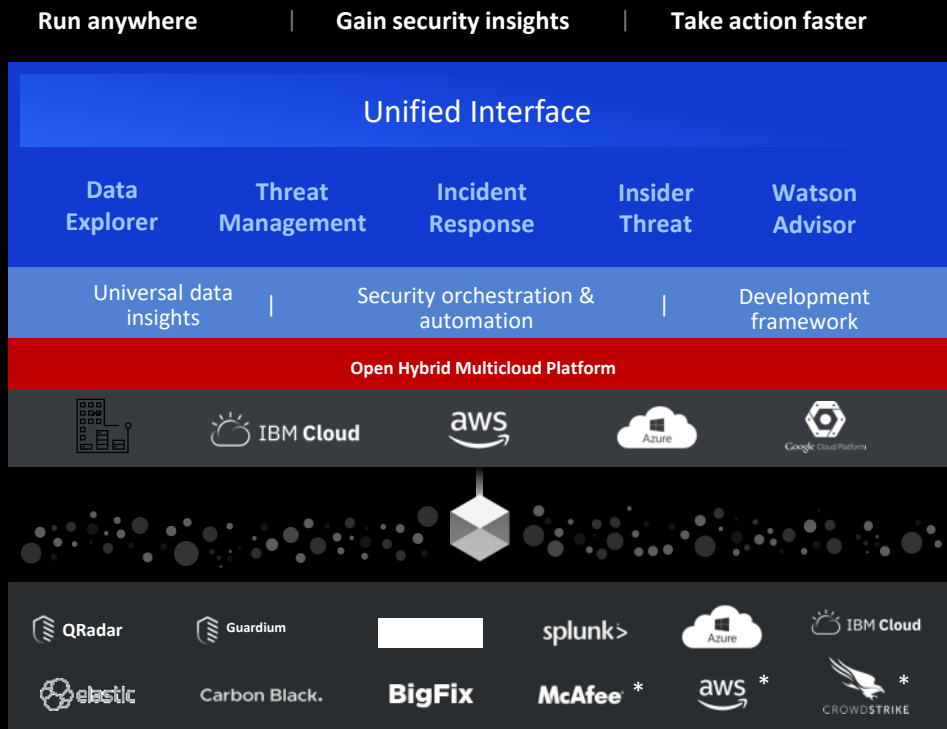 Run anywhere | Gain security insights | Take action faster
Unified Interface
Data Explorer
Threat Management
Incident Response
Insider Threat
Watson Advisor
Universal data insights | Security orchestration & automation | Development framework
Open Hybrid Multicloud Platform
IBM Cloud
aws
Azure
Google Cloud Platform
QRadar
Guardium
splunk>
Azure
IBM Cloud
elastic
Carbon Black.
BigFix
McAfee *
aws *
CROWDSTRIKE *